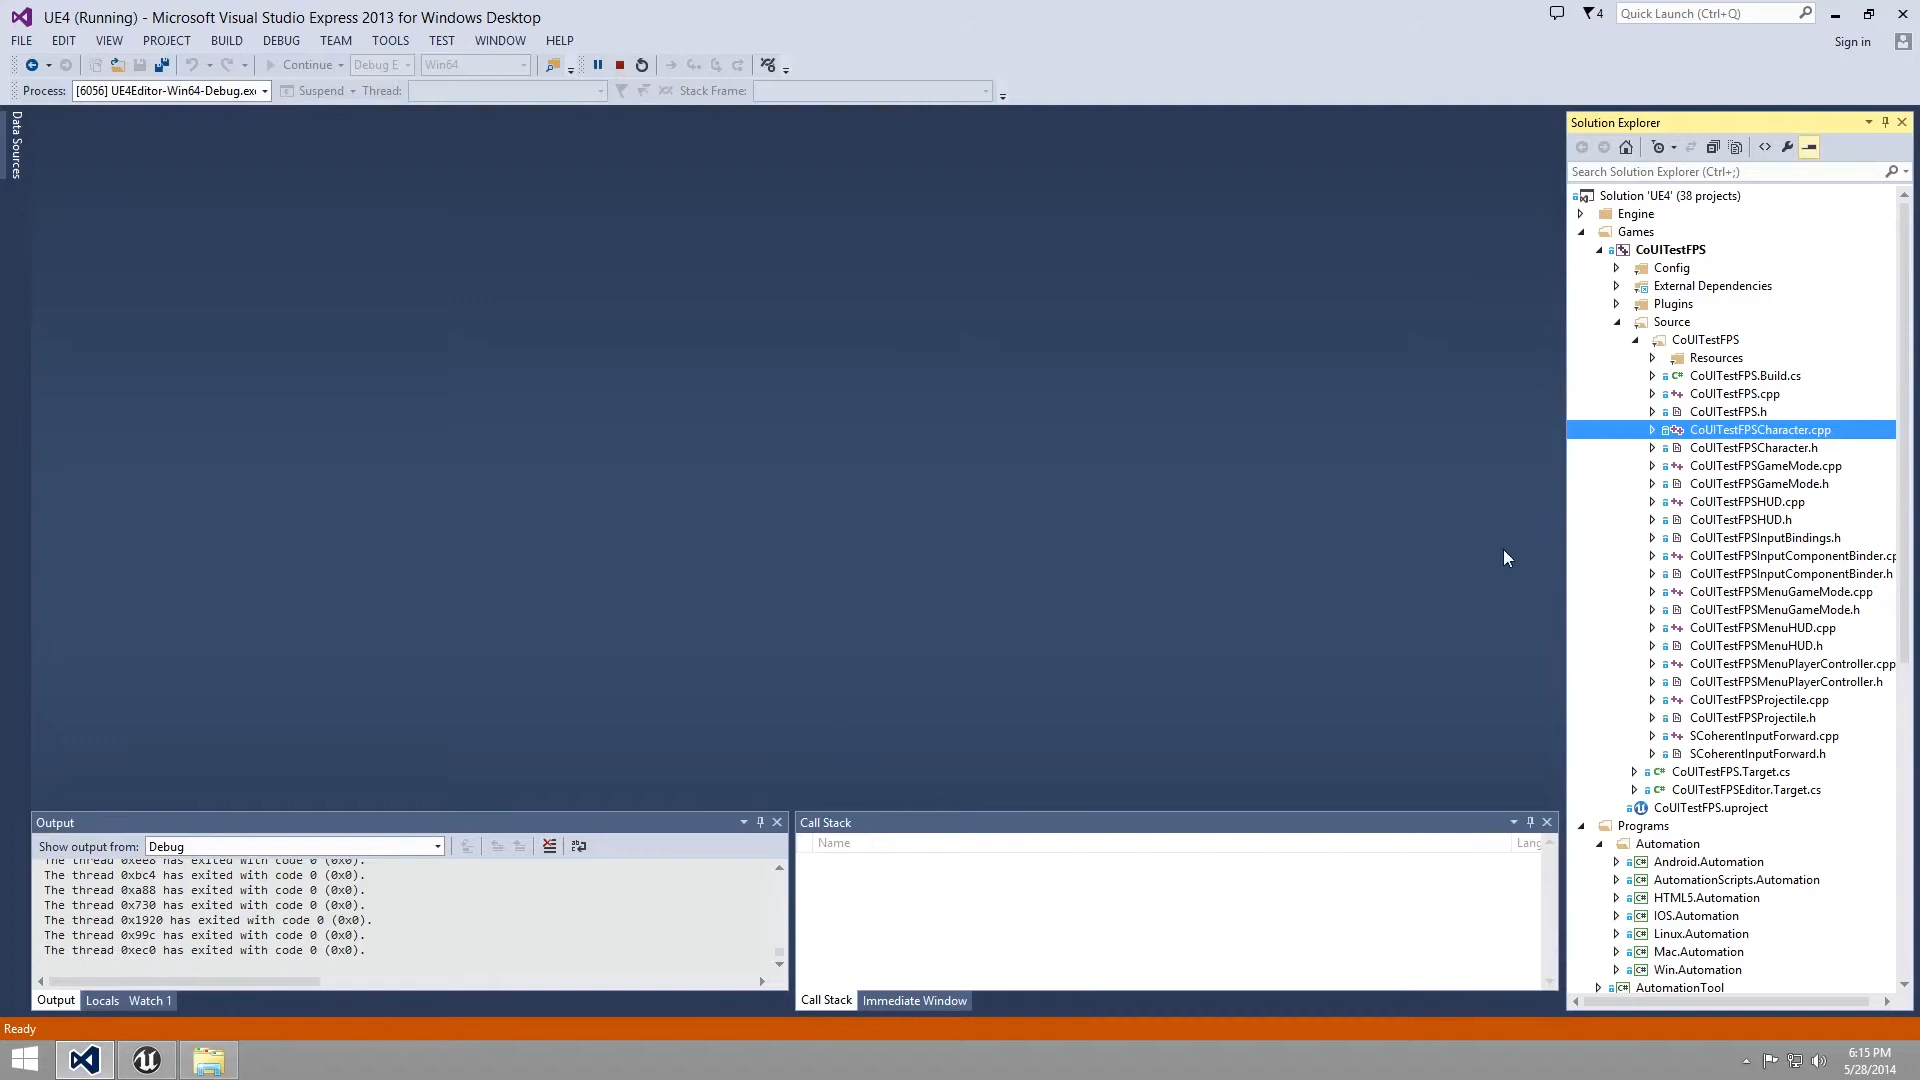 UE4 (Running) - Microsoft Visual Studio Express 2013 for Windows Desktop
4
Quick Launch (Ctrl+Q)
FILE EDIT VIEW PROJECT BUILD DEBUG TEAM TOOLS TEST WINDOW HELP
Sign in
Continue Debug E Win64
Process: [6056] UE4Editor-Win64-Debug.exe Suspend Thread: Stack Frame:
Data Sources
Solution Explorer
Search Solution Explorer (Ctrl+;)
Solution 'UE4' (38 projects)
Engine
Games
CoUITestFPS
Config
External Dependencies
Plugins
Source
CoUITestFPS
Resources
CoUITestFPS.Build.cs
CoUITestFPS.cpp
CoUITestFPS.h
CoUITestFPSCharacter.cpp
CoUITestFPSCharacter.h
CoUITestFPSGameMode.cpp
CoUITestFPSGameMode.h
CoUITestFPSHUD.cpp
CoUITestFPSHUD.h
CoUITestFPSInputBindings.h
CoUITestFPSInputComponentBinder.cp
CoUITestFPSInputComponentBinder.h
CoUITestFPSMenuGameMode.cpp
CoUITestFPSMenuGameMode.h
CoUITestFPSMenuHUD.cpp
CoUITestFPSMenuHUD.h
CoUITestFPSMenuPlayerController.cpp
CoUITestFPSMenuPlayerController.h
CoUITestFPSProjectile.cpp
CoUITestFPSProjectile.h
SCoherentInputForward.cpp
SCoherentInputForward.h
CoUITestFPS.Target.cs
CoUITestFPSEditor.Target.cs
CoUITestFPS.uproject
Programs
Automation
Android.Automation
AutomationScripts.Automation
HTML5.Automation
IOS.Automation
Linux.Automation
Mac.Automation
Win.Automation
AutomationTool
Output
Show output from: Debug
The thread 0xee8 has exited with code 0 (0x0).
The thread 0xbc4 has exited with code 0 (0x0).
The thread 0xa88 has exited with code 0 (0x0).
The thread 0x730 has exited with code 0 (0x0).
The thread 0x1920 has exited with code 0 (0x0).
The thread 0x99c has exited with code 0 (0x0).
The thread 0xec0 has exited with code 0 (0x0).
Output Locals Watch 1
Call Stack
Name Lang
Call Stack Immediate Window
Ready
6:15 PM
5/28/2014